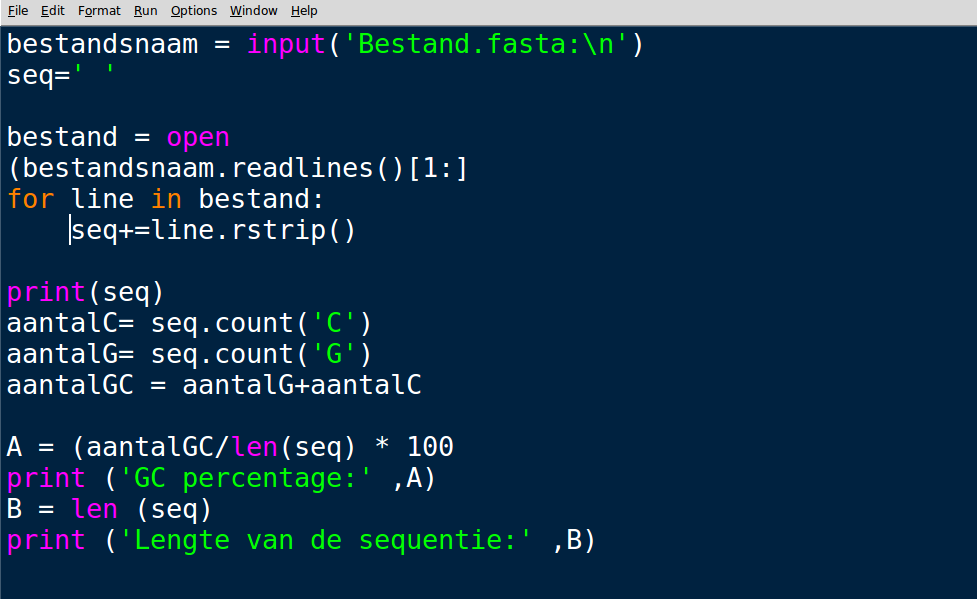 File Edit Format Run Options Window Help
bestandsnaam = input('Bestand.fasta:\n')
seq=' '
bestand = open
(bestandsnaam.readlines()[1:]
for line in bestand:
    seq+=line.rstrip()
print(seq)
aantalC= seq.count('C')
aantalG= seq.count('G')
aantalGC = aantalG+aantalC
A = (aantalGC/len(seq) * 100
print ('GC percentage:' ,A)
B = len (seq)
print ('Lengte van de sequentie:' ,B)